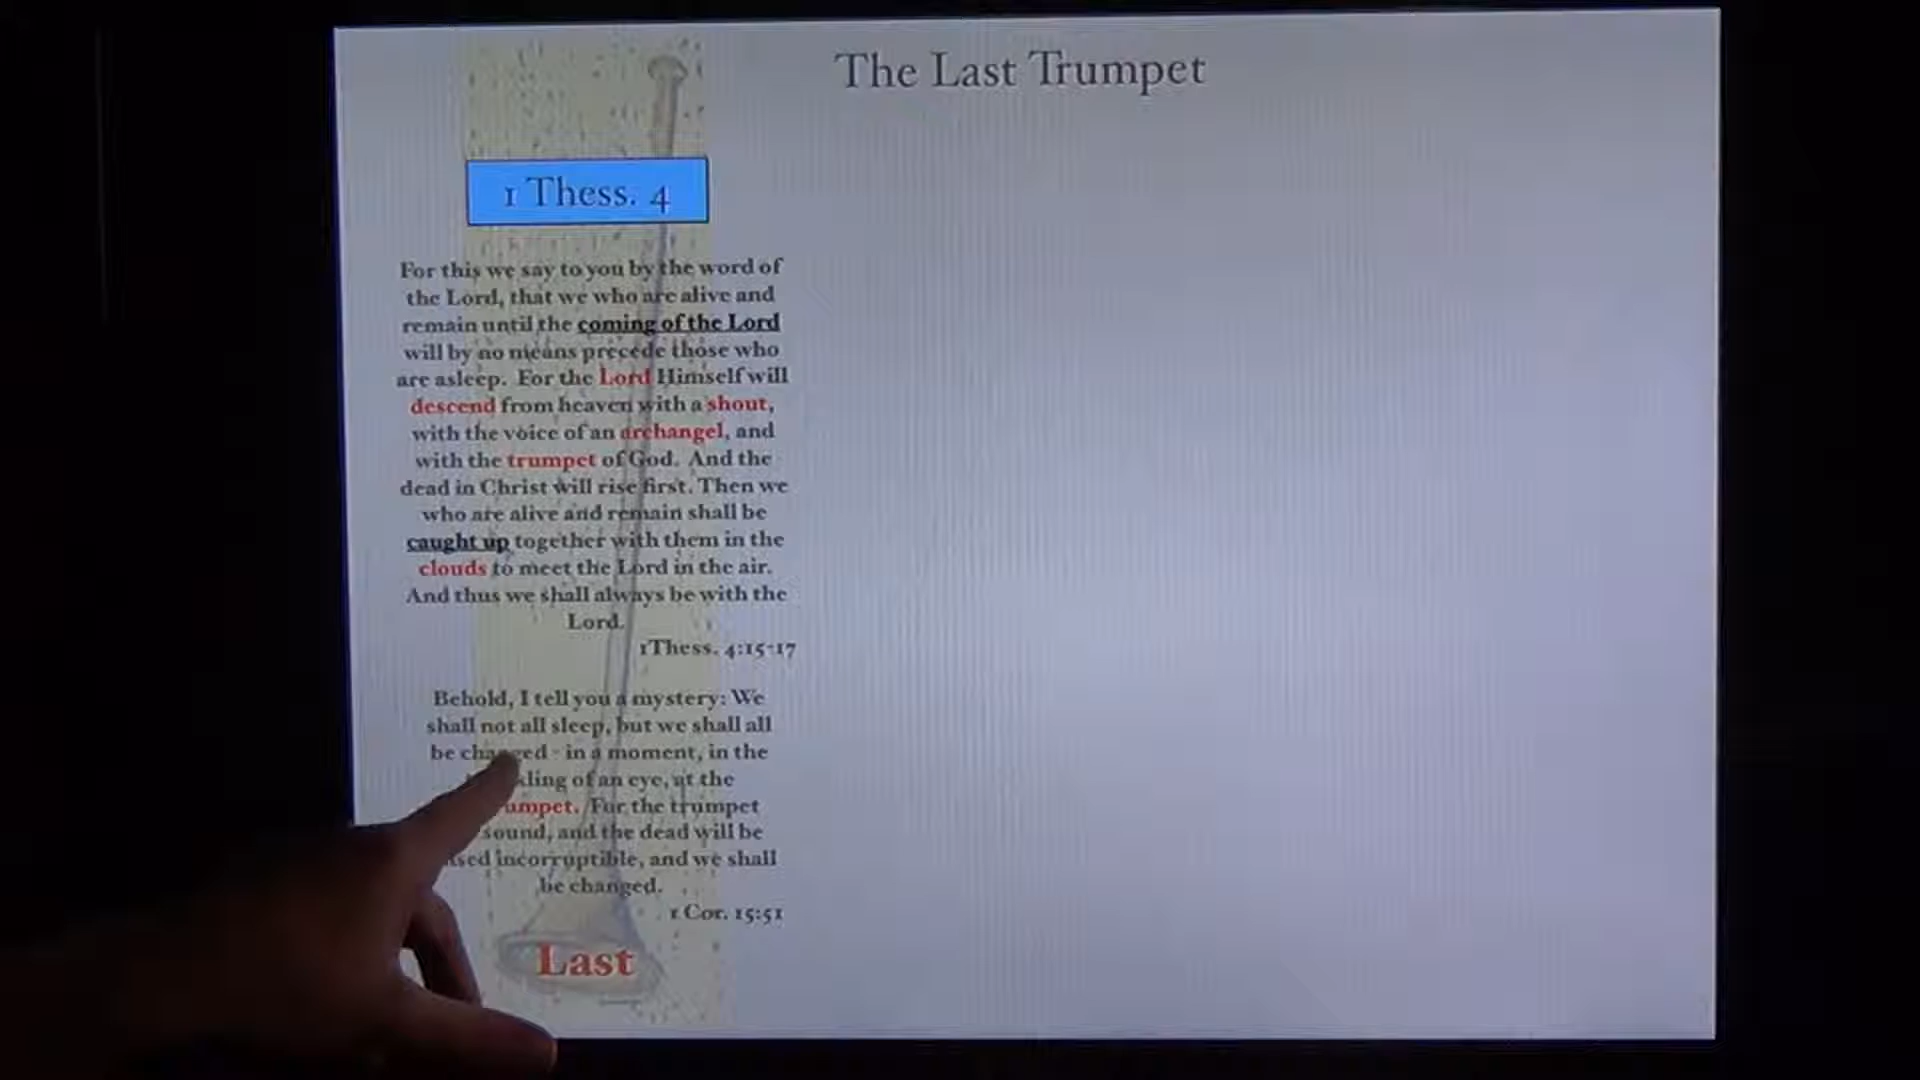 The Last Trumpet
1 Thess. 4
For this we say to you by the word of
the Lord, that we who are alive and
remain until the coming of the Lord
will by no means precede those who
are asleep. For the Lord Himself will
descend from heaven with a shout,
with the voice of an archangel, and
with the trumpet of God. And the
dead in Christ will rise first. Then we
who are alive and remain shall be
caught up together with them in the
clouds to meet the Lord in the air.
And thus we shall always be with the
Lord.
1Thess. 4:15-17
Behold, I tell you a mystery: We
shall not all sleep, but we shall all
be changed - in a moment, in the
of an eye, at the
For the trumpet
sound, and the dead will be
incorruptible, and we shall
be changed.
1 Cor. 15:51
Last